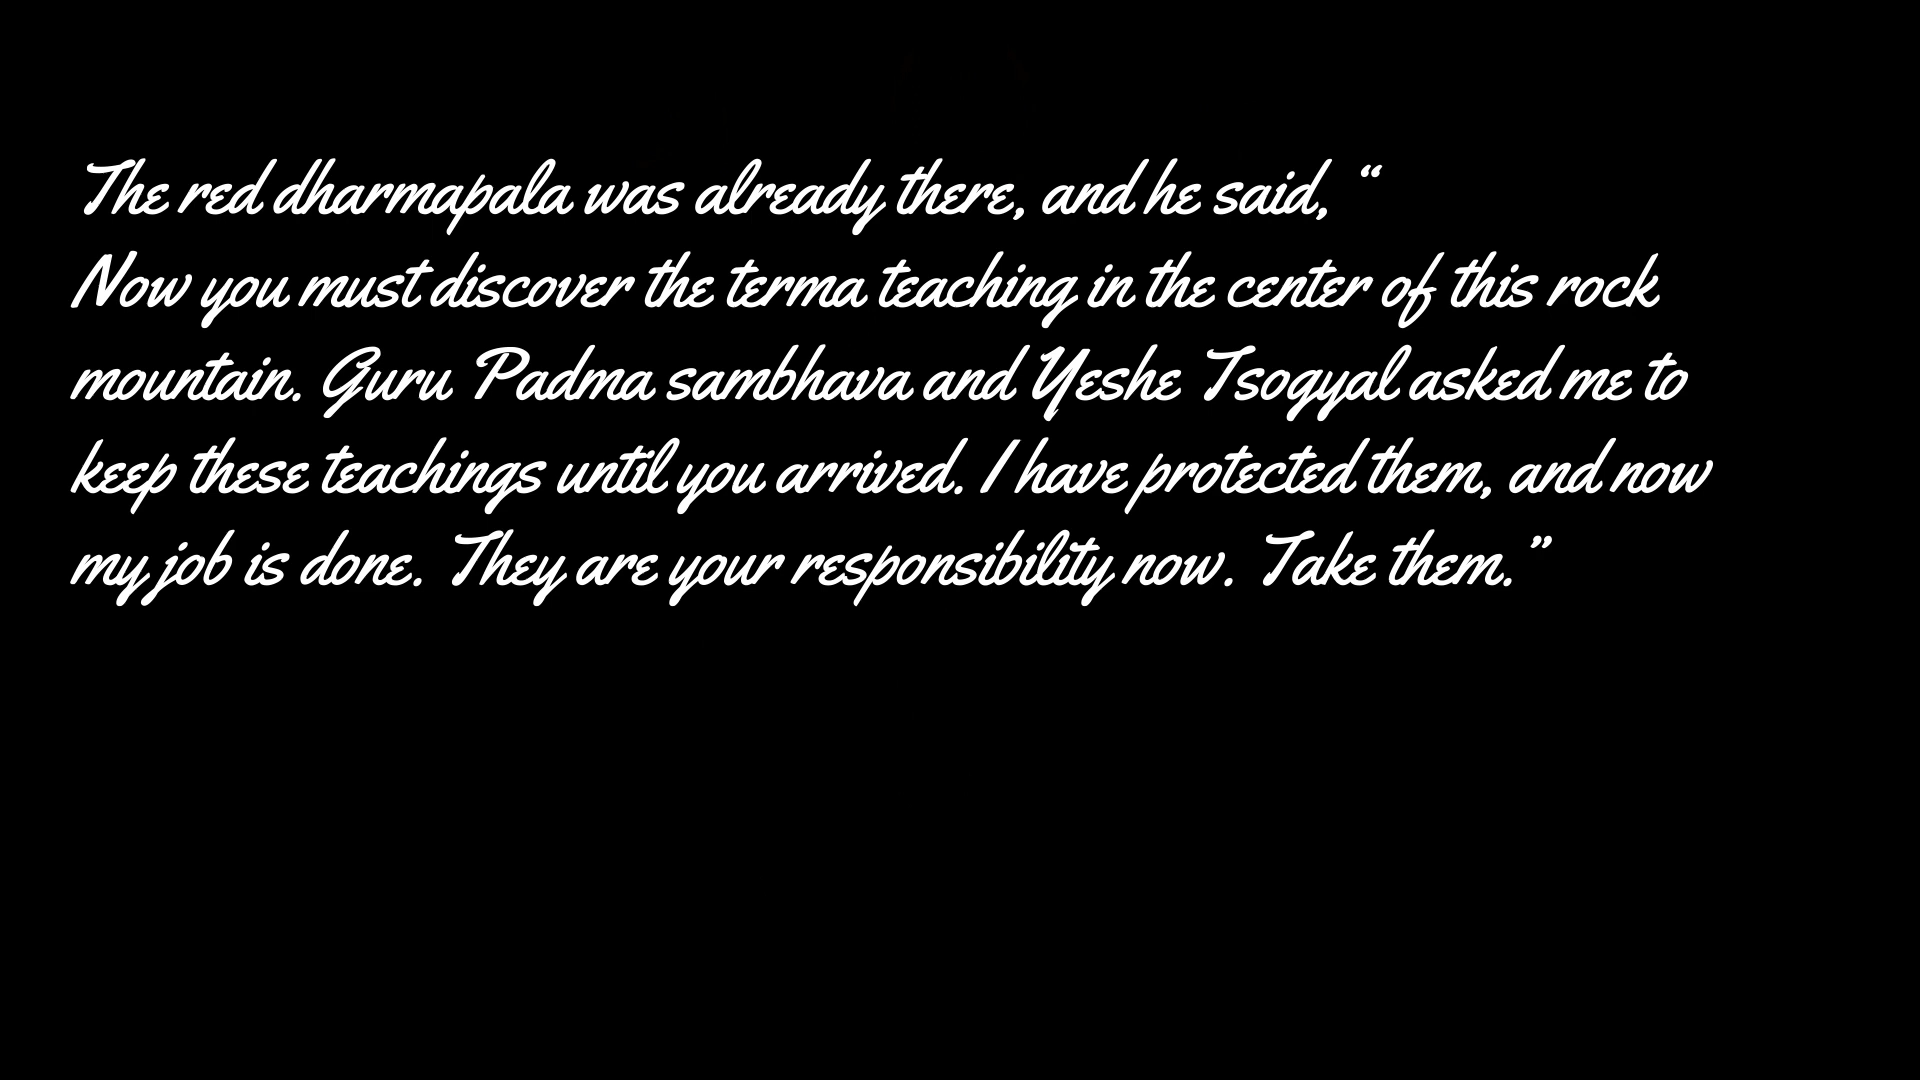 The red dharmapala was already there, and he said, “
Now you must discover the terma teaching in the center of this rock
mountain. Guru Padma sambhava and Yeshe Tsogyal asked me to
keep these teachings until you arrived. I have protected them, and now
my job is done. They are your responsibility now. Take them.”